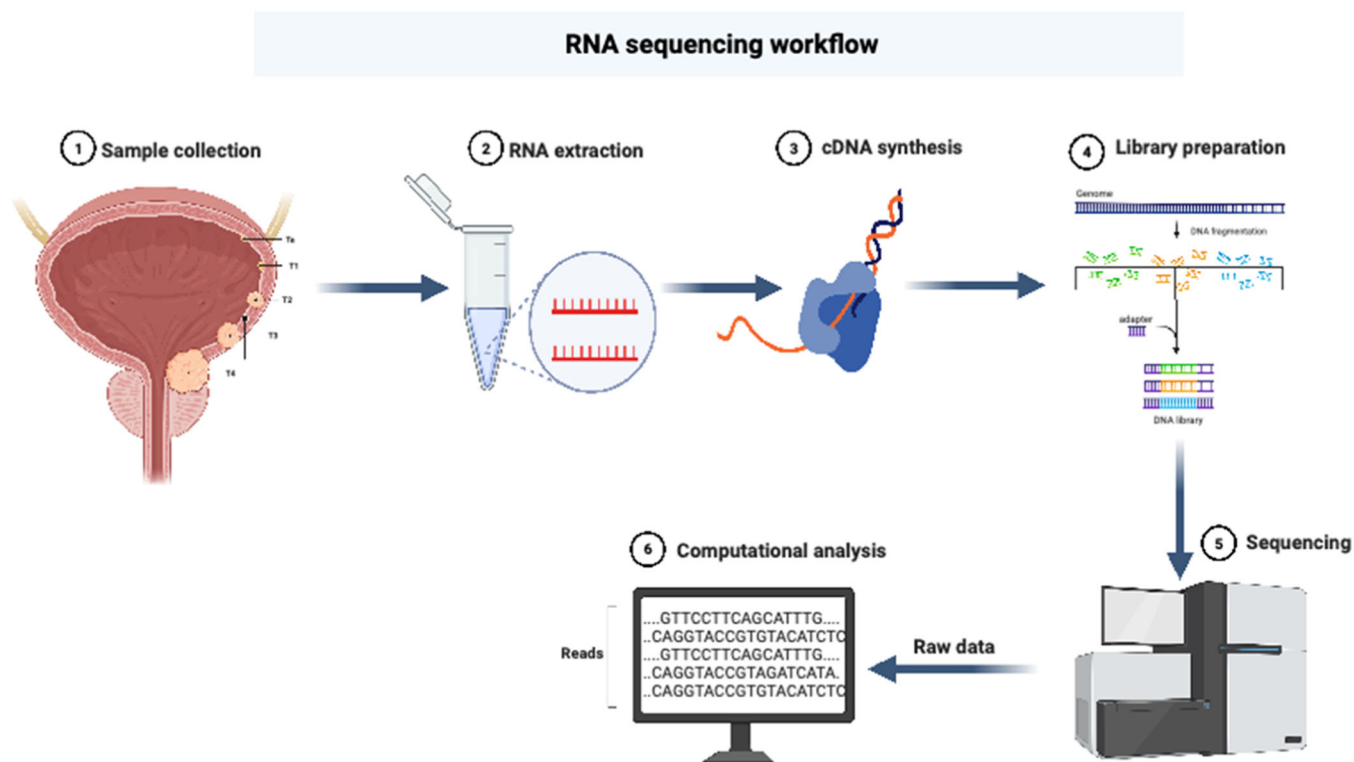 RNA sequencing workflow
1 Sample collection
Ta
T1
T2
T3
T4
2 RNA extraction
3 cDNA synthesis
4 Library preparation
Genome
DNA fragmentation
adapter
DNA library
5 Sequencing
Raw data
6 Computational analysis
Reads
....GTTCCTTCAGCATTTG....
..CAGGTACCGTGTACATCTC
....GTTCCTTCAGCATTTG....
..CAGGTACCGTAGATCATA.
..CAGGTACCGTGTACATCTC